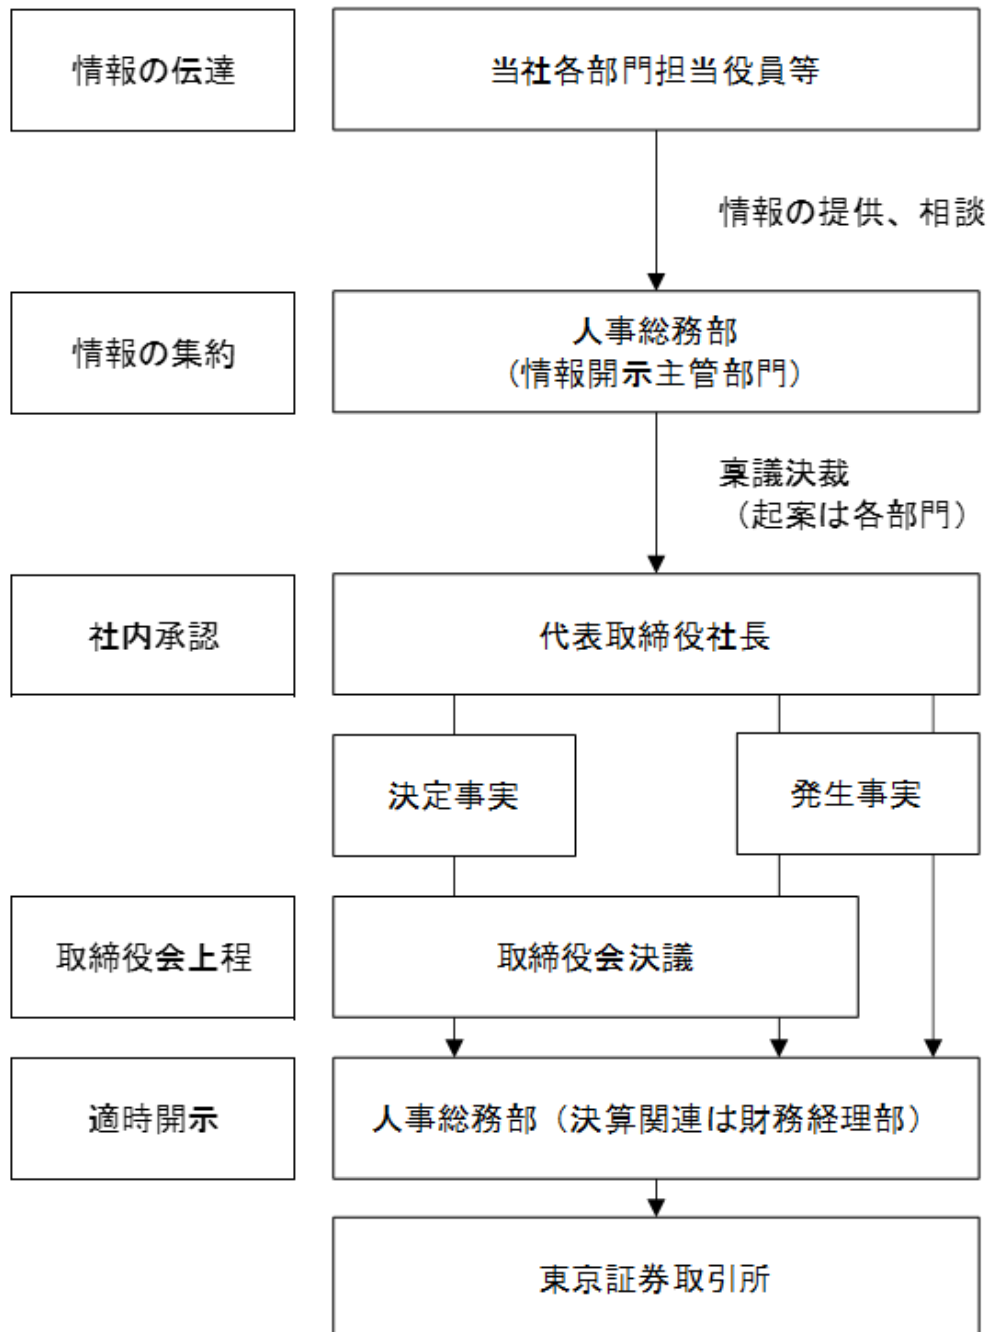 情報の伝達
当社各部門担当役員等
情報の提供、相談
情報の集約
人事総務部
（情報開示主管部門）
稟議決裁
（起案は各部門）
社内承認
代表取締役社長
決定事実
発生事実
取締役会上程
取締役会決議
適時開示
人事総務部（決算関連は財務経理部）
東京証券取引所